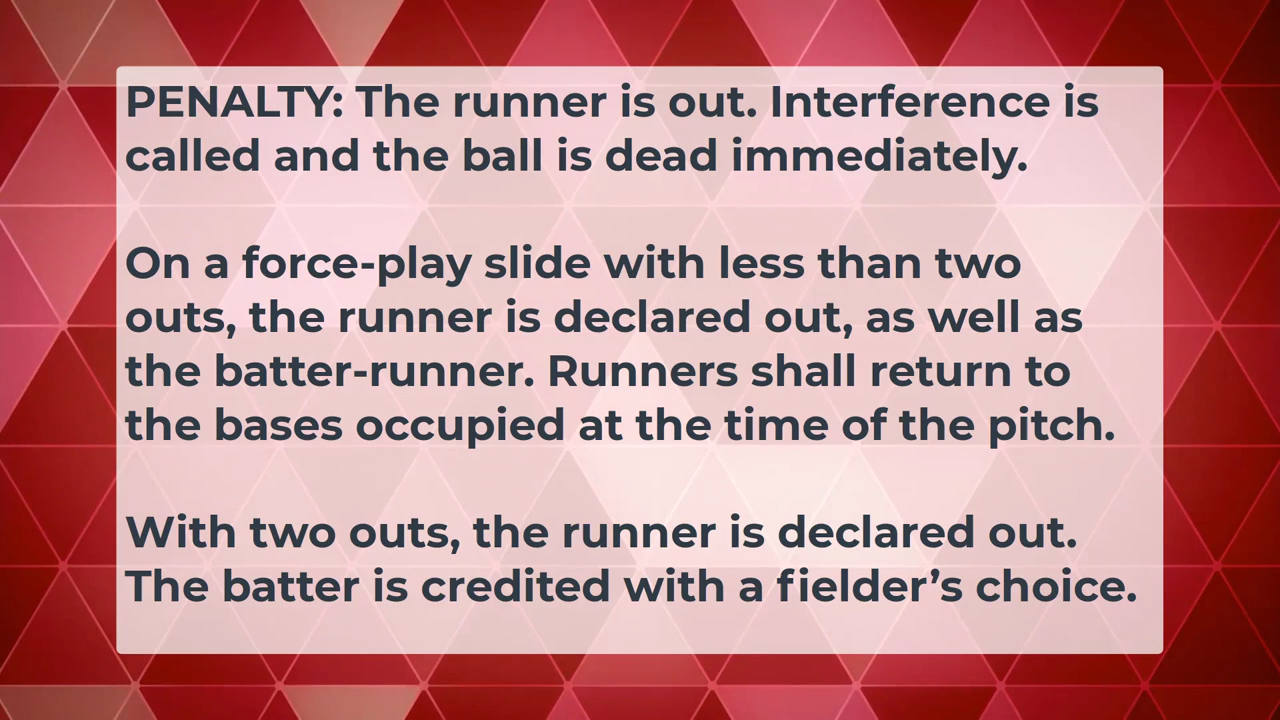 PENALTY: The runner is out. Interference is
called and the ball is dead immediately.
On a force-play slide with less than two
outs, the runner is declared out, as well as
the batter-runner. Runners shall return to
the bases occupied at the time of the pitch.
With two outs, the runner is declared out.
The batter is credited with a fielder’s choice.